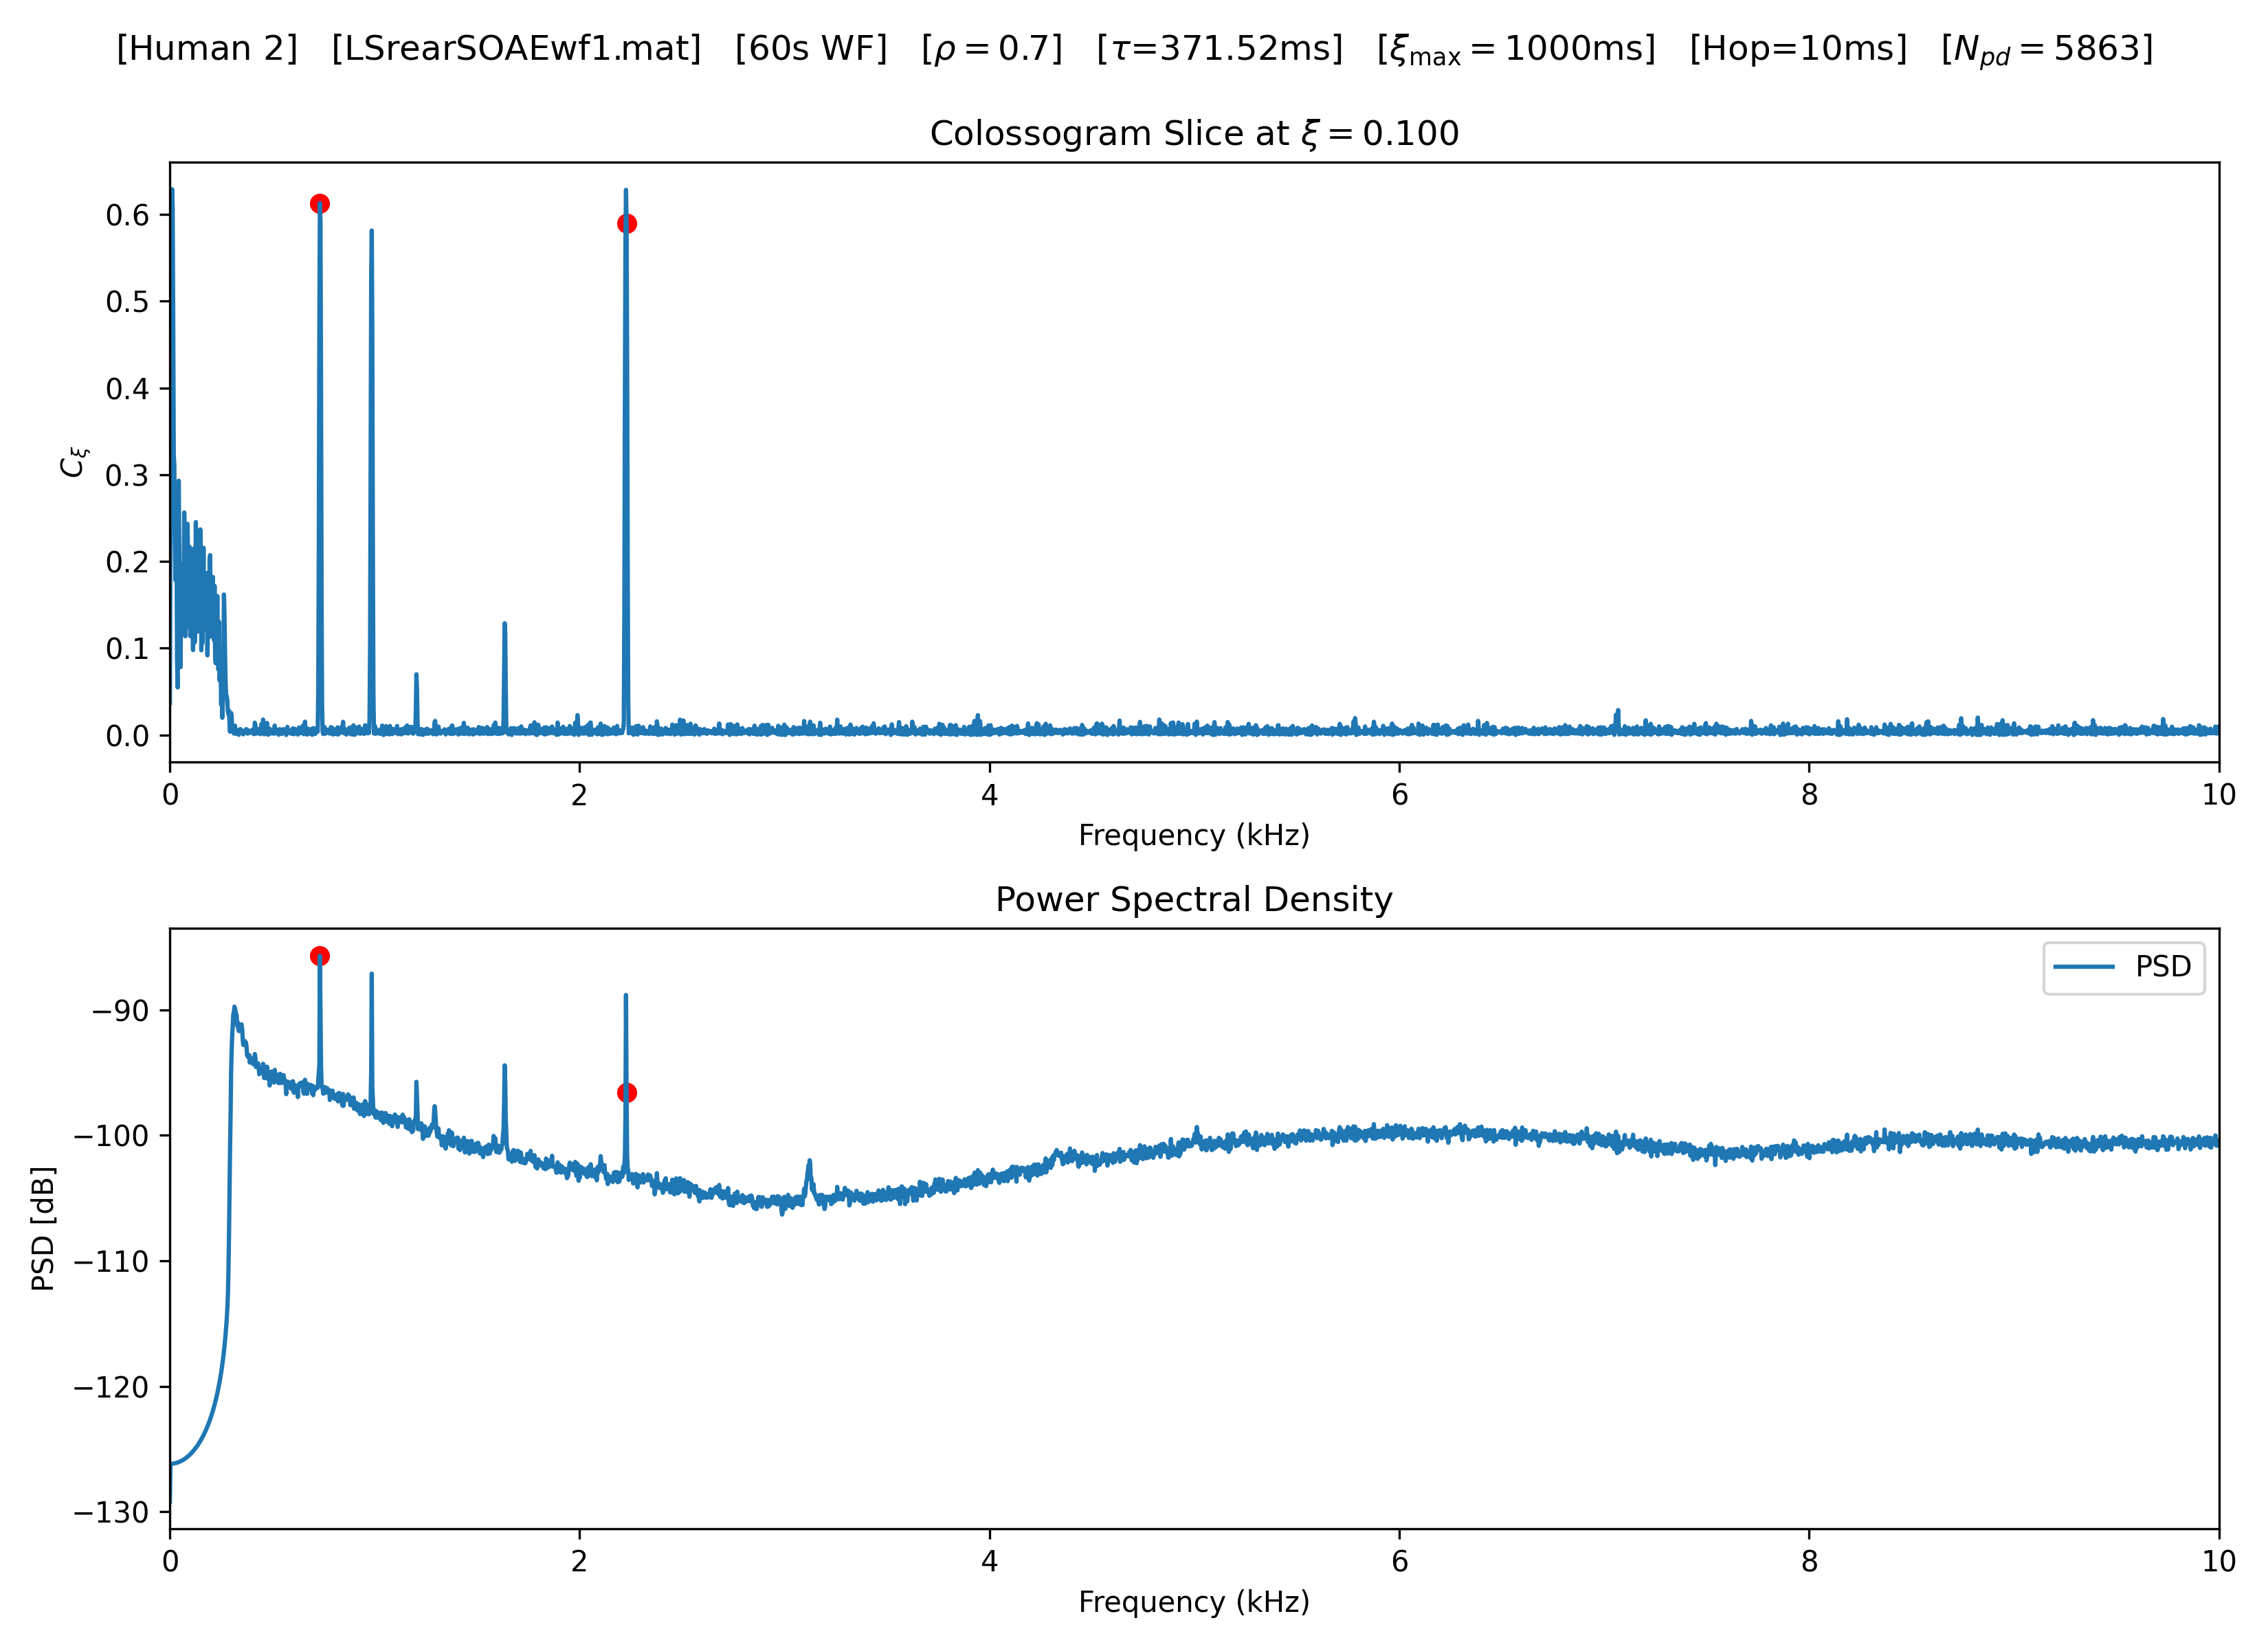 [Human 2] [LSrearSOAEwf1.mat] [60s WF] [ρ = 0.7] [τ=371.52ms] [ξmax = 1000ms] [Hop=10ms] [Npd = 5863]
Colossogram Slice at ξ = 0.100
0.6
0.5
0.4
0.3
0.2
0.1
0.0
Cξ
0 2 4 6 8 10
Frequency (kHz)
Power Spectral Density
PSD
−90
−100
−110
−120
−130
PSD [dB]
0 2 4 6 8 10
Frequency (kHz)